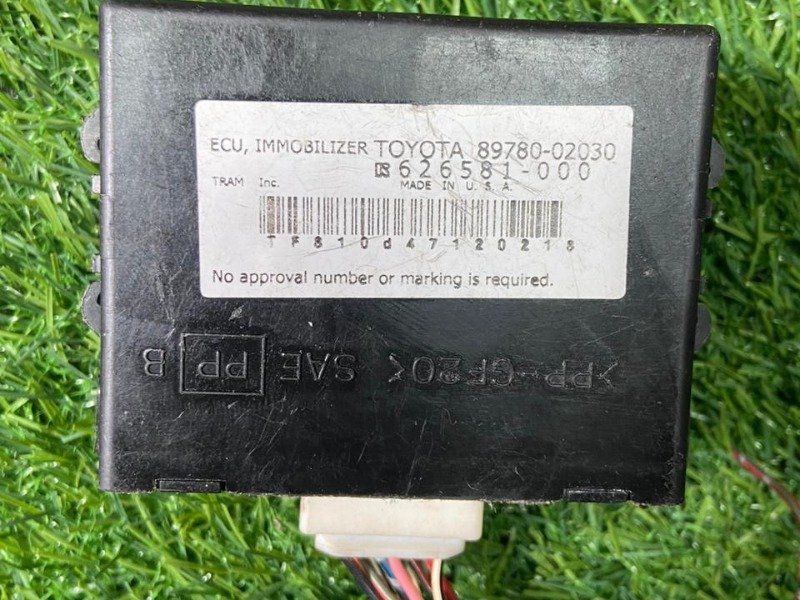 ECU, IMMOBILIZER TOYOTA 89780-02030
626581-000
TRAM Inc. MADE IN U. S. A.
TF810d47120218
No approval number or marking is required.
>PP-GF20< SAE PP B